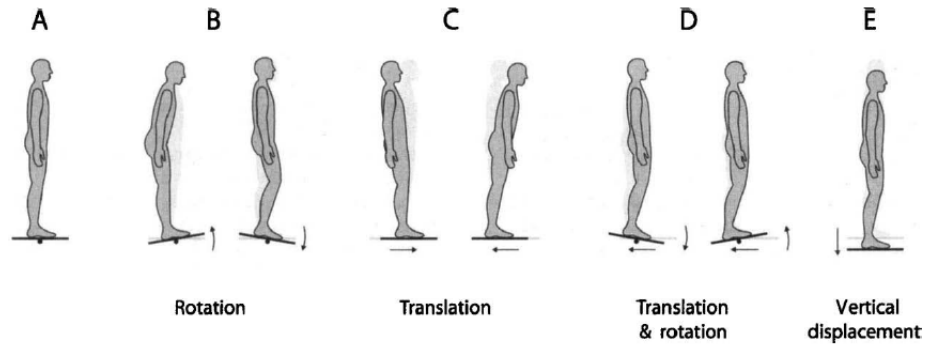 A B C D E
Rotation Translation Translation Vertical
& rotation displacement